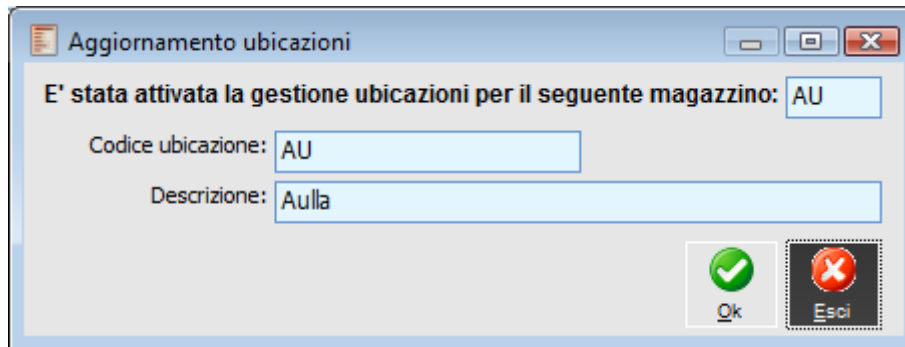 Aggiornamento ubicazioni
E' stata attivata la gestione ubicazioni per il seguente magazzino: AU
Codice ubicazione: AU
Descrizione: Aulla
Ok Esci